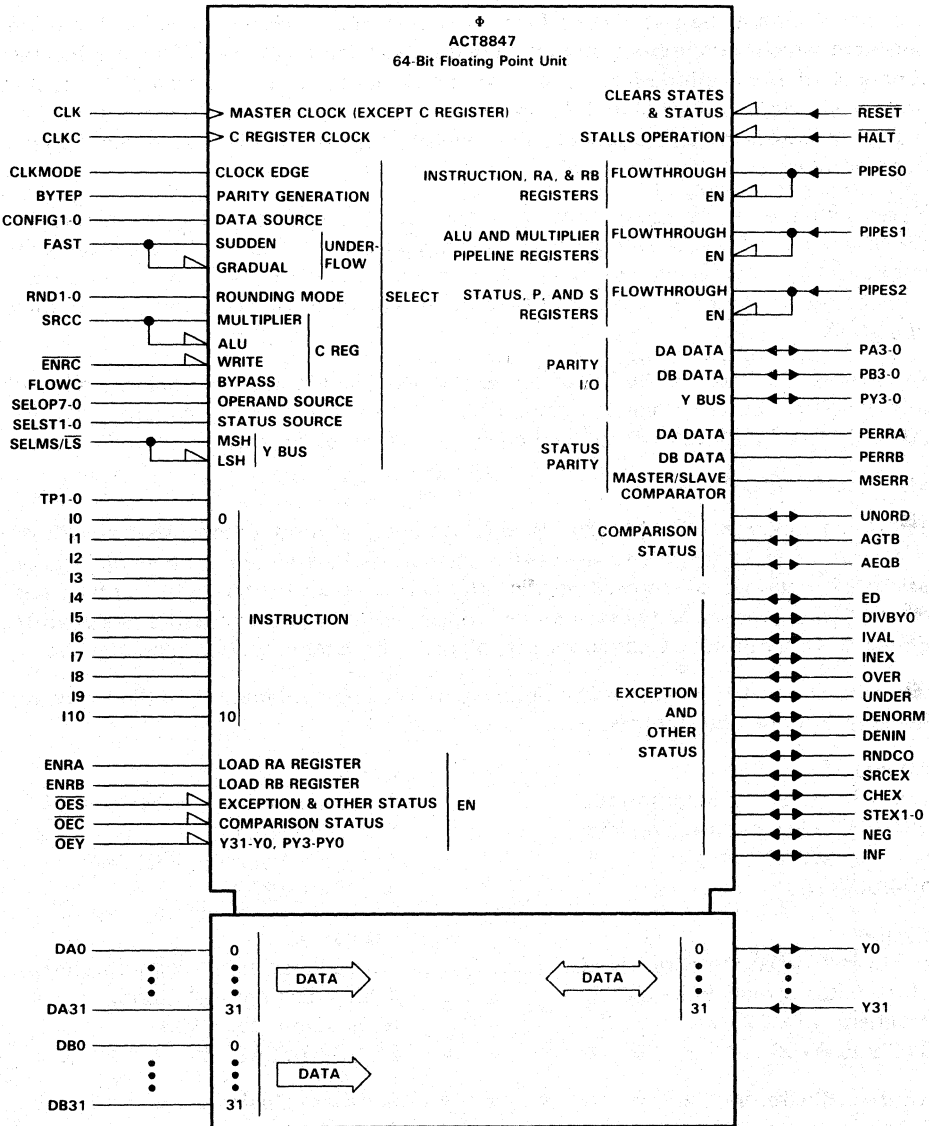 Φ
ACT8847
64-Bit Floating Point Unit
CLK
MASTER CLOCK (EXCEPT C REGISTER)
CLKC
C REGISTER CLOCK
CLKMODE
CLOCK EDGE
BYTEP
PARITY GENERATION
CONFIG1-0
DATA SOURCE
FAST
SUDDEN
GRADUAL
UNDER-
FLOW
RND1-0
ROUNDING MODE
SELECT
SRCC
MULTIPLIER
ALU
C REG
ENRC
WRITE
FLOWC
BYPASS
SELOP7-0
OPERAND SOURCE
SELST1-0
STATUS SOURCE
SELMS/LS
MSH
LSH
Y BUS
TP1-0
I0
0
I1
I2
I3
I4
I5
INSTRUCTION
I6
I7
I8
I9
I10
10
ENRA
LOAD RA REGISTER
ENRB
LOAD RB REGISTER
OES
EXCEPTION & OTHER STATUS
EN
OEC
COMPARISON STATUS
OEY
Y31-Y0, PY3-PY0
CLEARS STATES
& STATUS
RESET
STALLS OPERATION
HALT
INSTRUCTION, RA, & RB
REGISTERS
FLOWTHROUGH
EN
PIPES0
ALU AND MULTIPLIER
PIPELINE REGISTERS
FLOWTHROUGH
EN
PIPES1
STATUS, P, AND S
REGISTERS
FLOWTHROUGH
EN
PIPES2
PARITY
I/O
DA DATA
PA3-0
DB DATA
PB3-0
Y BUS
PY3-0
STATUS
PARITY
DA DATA
PERRA
DB DATA
PERRB
MASTER/SLAVE
COMPARATOR
MSERR
COMPARISON
STATUS
UNORD
AGTB
AEQB
EXCEPTION
AND
OTHER
STATUS
ED
DIVBY0
IVAL
INEX
OVER
UNDER
DENORM
DENIN
RNDCO
SRCEX
CHEX
STEX1-0
NEG
INF
DA0
0
DATA
DA31
31
DB0
0
DATA
DB31
31
DATA
0
Y0
31
Y31